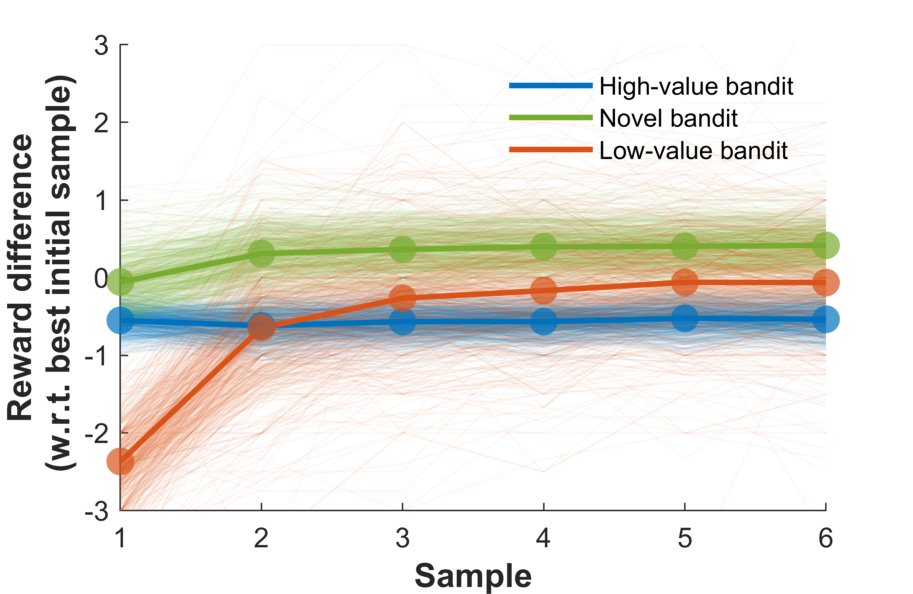 Reward difference
(w.r.t. best initial sample)
3
2
1
0
-1
-2
-3
High-value bandit
Novel bandit
Low-value bandit
1 2 3 4 5 6
Sample